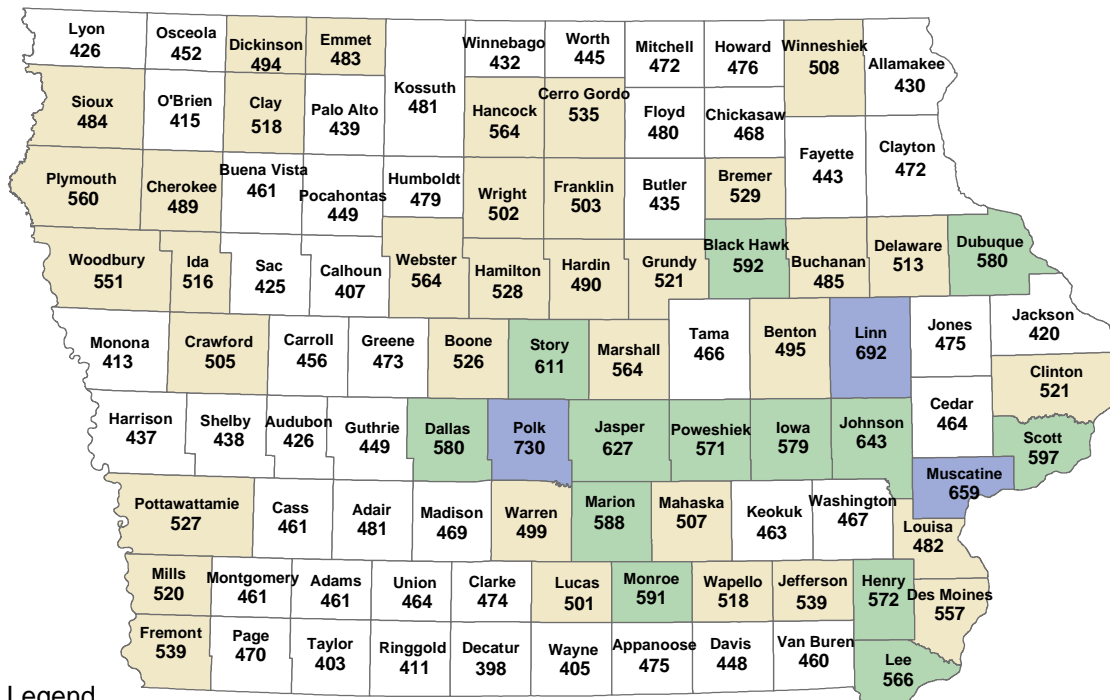 Lyon
426
Osceola
452
Dickinson
494
Emmet
483
Kossuth
481
Winnebago
432
Worth
445
Mitchell
472
Howard
476
Winneshiek
508
Allamakee
430
Sioux
484
O'Brien
415
Clay
518
Palo Alto
439
Hancock
564
Cerro Gordo
535
Floyd
480
Chickasaw
468
Fayette
443
Clayton
472
Plymouth
560
Cherokee
489
Buena Vista
461
Pocahontas
449
Humboldt
479
Wright
502
Franklin
503
Butler
435
Bremer
529
Woodbury
551
Ida
516
Sac
425
Calhoun
407
Webster
564
Hamilton
528
Hardin
490
Grundy
521
Black Hawk
592
Buchanan
485
Delaware
513
Dubuque
580
Monona
413
Crawford
505
Carroll
456
Greene
473
Boone
526
Story
611
Marshall
564
Tama
466
Benton
495
Linn
692
Jones
475
Jackson
420
Clinton
521
Harrison
437
Shelby
438
Audubon
426
Guthrie
449
Dallas
580
Polk
730
Jasper
627
Poweshiek
571
Iowa
579
Johnson
643
Cedar
464
Scott
597
Muscatine
659
Pottawattamie
527
Cass
461
Adair
481
Madison
469
Warren
499
Marion
588
Mahaska
507
Keokuk
463
Washington
467
Louisa
482
Mills
520
Montgomery
461
Adams
461
Union
464
Clarke
474
Lucas
501
Monroe
591
Wapello
518
Jefferson
539
Henry
572
Des Moines
557
Fremont
539
Page
470
Taylor
403
Ringgold
411
Decatur
398
Wayne
405
Appanoose
475
Davis
448
Van Buren
460
Lee
566
Legend